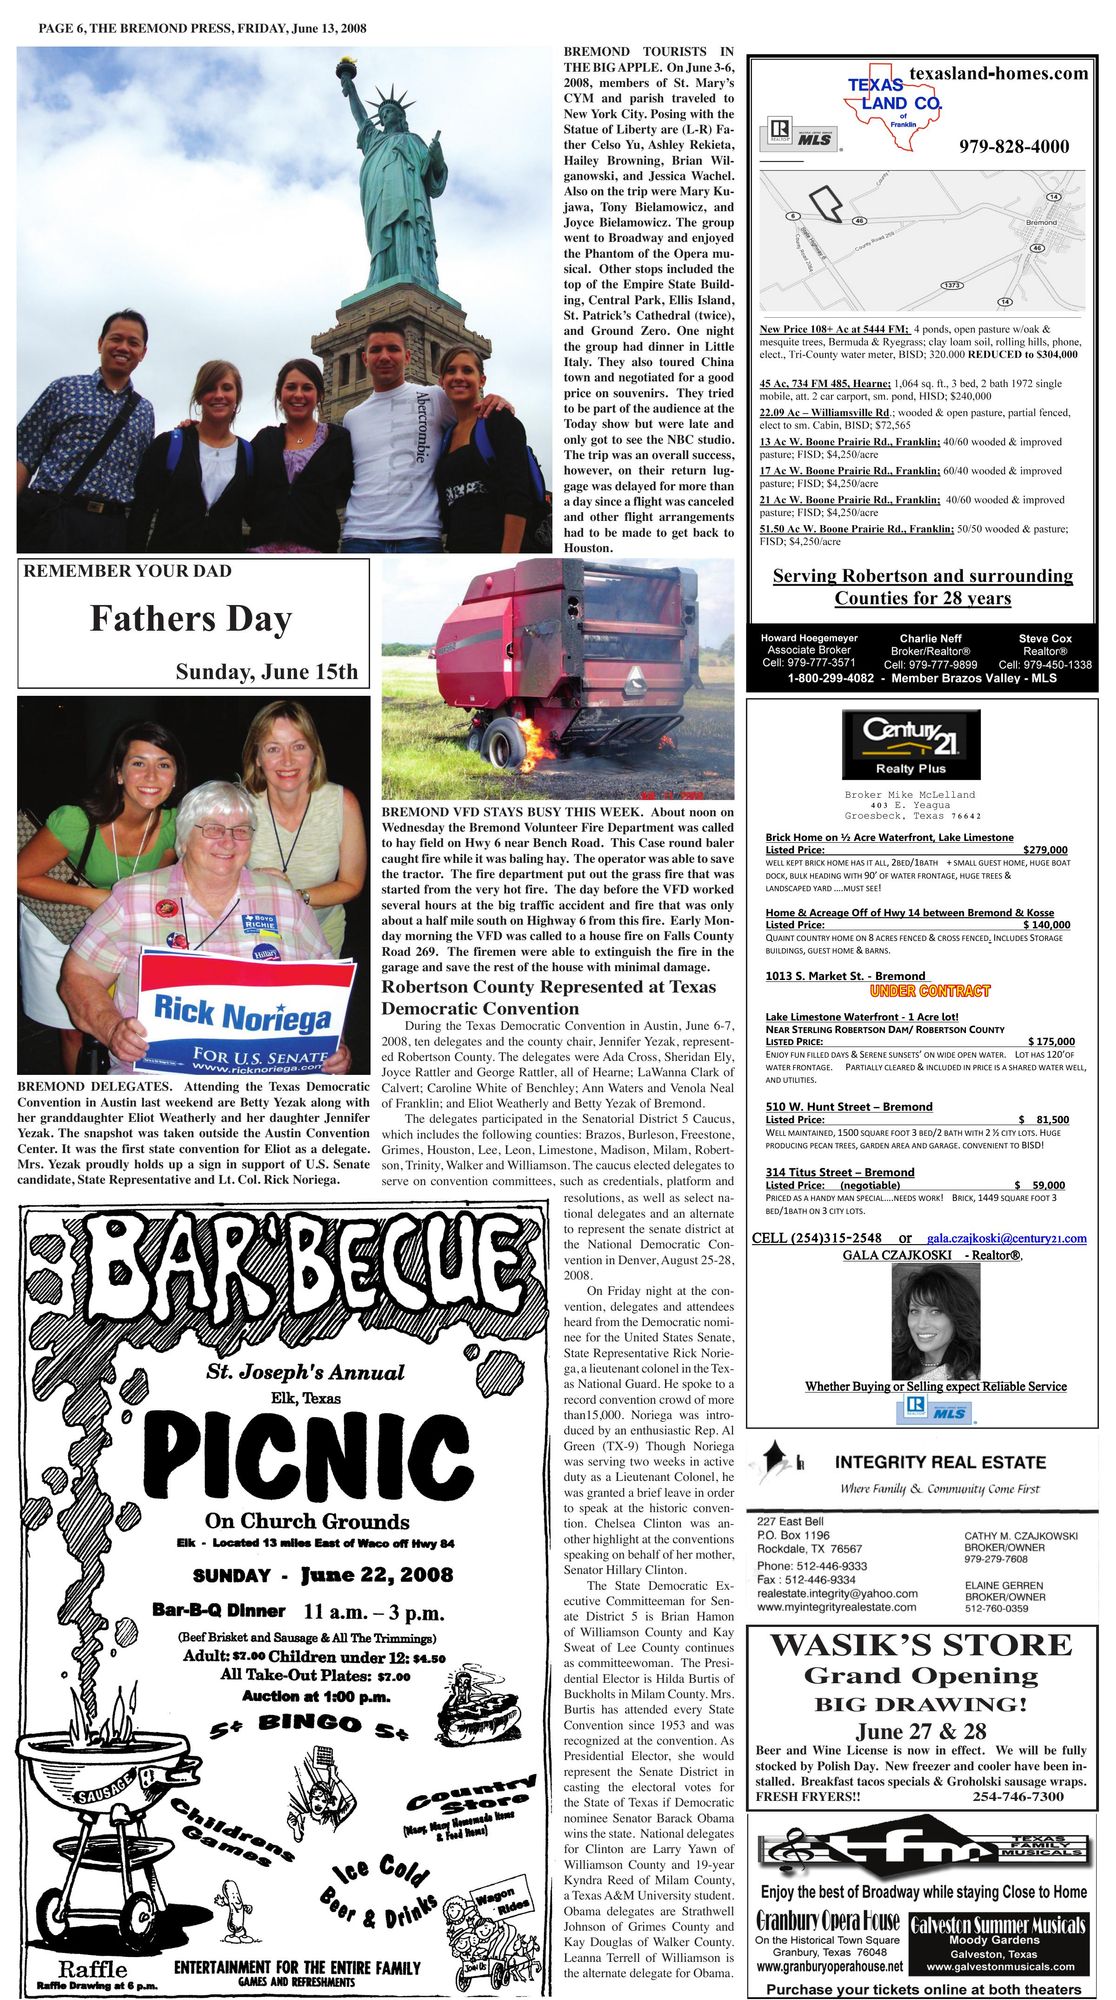 PAGE 6, THE BREMOND PRESS, FRIDAY, June 13, 2008
Abercrombie
BREMOND TOURISTS IN
THE BIG APPLE. On June 3-6,
2008, members of St. Mary's
CYM and parish traveled to
New York City. Posing with the
Statue of Liberty are (L-R) Fa-
ther Celso Yu, Ashley Rekieta,
Hailey Browning, Brian Wil-
ganowski, and Jessica Wachel.
Also on the trip were Mary Ku-
jawa, Tony Bielamowicz, and
Joyce Bielamowicz. The group
went to Broadway and enjoyed
the Phantom of the Opera mu-
sical. Other stops included the
top of the Empire State Build-
ing, Central Park, Ellis Island,
St. Patrick's Cathedral (twice),
and Ground Zero. One night
the group had dinner in Little
Italy. They also toured China
town and negotiated for a good
price on souvenirs. They tried
to be part of the audience at the
Today show but were late and
only got to see the NBC studio.
The trip was an overall success,
however, on their return lug-
gage was delayed for more than
a day since a flight was canceled
and other flight arrangements
had to be made to get back to
Houston.
REMEMBER YOUR DAD
Fathers Day
Sunday, June 15th
BOYD
RICHIE
Hillary
Rick Noriega
FOR U.S. SENATE
www.ricknoriega.com
BREMOND DELEGATES. Attending the Texas Democratic
Convention in Austin last weekend are Betty Yezak along with
her granddaughter Eliot Weatherly and her daughter Jennifer
Yezak. The snapshot was taken outside the Austin Convention
Center. It was the first state convention for Eliot as a delegate.
Mrs. Yezak proudly holds up a sign in support of U.S. Senate
candidate, State Representative and Lt. Col. Rick Noriega.
BREMOND VFD STAYS BUSY THIS WEEK. About noon on
Wednesday the Bremond Volunteer Fire Department was called
to hay field on Hwy 6 near Bench Road. This Case round baler
caught fire while it was baling hay. The operator was able to save
the tractor. The fire department put out the grass fire that was
started from the very hot fire. The day before the VFD worked
several hours at the big traffic accident and fire that was only
about a half mile south on Highway 6 from this fire. Early Mon-
day morning the VFD was called to a house fire on Falls County
Road 269. The firemen were able to extinguish the fire in the
garage and save the rest of the house with minimal damage.
Robertson County Represented at Texas
Democratic Convention
During the Texas Democratic Convention in Austin, June 6-7,
2008, ten delegates and the county chair, Jennifer Yezak, represent-
ed Robertson County. The delegates were Ada Cross, Sheridan Ely,
Joyce Rattler and George Rattler, all of Hearne; LaWanna Clark of
Calvert; Caroline White of Benchley; Ann Waters and Venola Neal
of Franklin; and Eliot Weatherly and Betty Yezak of Bremond.
The delegates participated in the Senatorial District 5 Caucus,
which includes the following counties: Brazos, Burleson, Freestone,
Grimes, Houston, Lee, Leon, Limestone, Madison, Milam, Robert-
son, Trinity, Walker and Williamson. The caucus elected delegates to
serve on convention committees, such as credentials, platform and
resolutions, as well as select na-
tional delegates and an alternate
to represent the senate district at
the National Democratic Con-
vention in Denver, August 25-28,
2008.
On Friday night at the con-
vention, delegates and attendees
heard from the Democratic nomi-
nee for the United States Senate,
State Representative Rick Norie-
ga, a lieutenant colonel in the Tex-
as National Guard. He spoke to a
record convention crowd of more
than15,000. Noriega was intro-
duced by an enthusiastic Rep. Al
Green (TX-9) Though Noriega
was serving two weeks in active
duty as a Lieutenant Colonel, he
was granted a brief leave in order
to speak at the historic conven-
tion. Chelsea Clinton was an-
other highlight at the conventions
speaking on behalf of her mother,
Senator Hillary Clinton.
The State Democratic Ex-
ecutive Committeeman for Sen-
ate District 5 is Brian Hamon
of Williamson County and Kay
Sweat of Lee County continues
as committeewoman. The Presi-
dential Elector is Hilda Burtis of
Buckholts in Milam County. Mrs.
Burtis has attended every State
Convention since 1953 and was
recognized at the convention. As
Presidential Elector, she would
represent the Senate District in
casting the electoral votes for
the State of Texas if Democratic
nominee Senator Barack Obama
wins the state. National delegates
for Clinton are Larry Yawn of
Williamson County and 19-year
Kyndra Reed of Milam County,
a Texas A&M University student.
Obama delegates are Strathwell
Johnson of Grimes County and
Kay Douglas of Walker County.
Leanna Terrell of Williamson is
the alternate delegate for Obama.
BAR'BECUE
St. Joseph's Annual
Elk, Texas
PICNIC
On Church Grounds
Elk - Located 13 miles East of Waco off Hwy 84
SUNDAY - June 22, 2008
Bar-B-Q Dinner 11 a.m. – 3 p.m.
(Beef Brisket and Sausage & All The Trimmings)
Adult: $7.00 Children under 12: $4.50
All Take-Out Plates: $7.00
Auction at 1:00 p.m.
5¢ BINGO 5¢
SAUSAGE
Childrens
Games
Country
Store
(Many, Many Homemade Items
& Food Items)
Ice Cold
Beer & Drinks
Wagon
Rides
Join Us
Raffle
Raffle Drawing at 6 p.m.
ENTERTAINMENT FOR THE ENTIRE FAMILY
GAMES AND REFRESHMENTS
texasland-homes.com
TEXAS
LAND CO.
of
Franklin
REALTOR®
MLS
979-828-4000
6
46
14
Bremond
46
1373
14
State Highway 6
County Road 259
New Price 108+ Ac at 5444 FM; 4 ponds, open pasture w/oak &
mesquite trees, Bermuda & Ryegrass; clay loam soil, rolling hills, phone,
elect., Tri-County water meter, BISD; 320.000 REDUCED to $304,000
45 Ac, 734 FM 485, Hearne; 1,064 sq. ft., 3 bed, 2 bath 1972 single
mobile, att. 2 car carport, sm. pond, HISD; $240,000
22.09 Ac – Williamsville Rd.; wooded & open pasture, partial fenced,
elect to sm. Cabin, BISD; $72,565
13 Ac W. Boone Prairie Rd., Franklin; 40/60 wooded & improved
pasture; FISD; $4,250/acre
17 Ac W. Boone Prairie Rd., Franklin; 60/40 wooded & improved
pasture; FISD; $4,250/acre
21 Ac W. Boone Prairie Rd., Franklin; 40/60 wooded & improved
pasture; FISD; $4,250/acre
51.50 Ac W. Boone Prairie Rd., Franklin; 50/50 wooded & pasture;
FISD; $4,250/acre
Serving Robertson and surrounding
Counties for 28 years
Howard Hoegemeyer
Associate Broker
Cell: 979-777-3571
Charlie Neff
Broker/Realtor®
Cell: 979-777-9899
Steve Cox
Realtor®
Cell: 979-450-1338
1-800-299-4082 - Member Brazos Valley - MLS
Century 21
Realty Plus
Broker Mike McLelland
403 E. Yeagua
Groesbeck, Texas 76642
Brick Home on ½ Acre Waterfront, Lake Limestone
Listed Price: $279,000
WELL KEPT BRICK HOME HAS IT ALL, 2BED/1BATH + SMALL GUEST HOME, HUGE BOAT
DOCK, BULK HEADING WITH 90' OF WATER FRONTAGE, HUGE TREES &
LANDSCAPED YARD ....MUST SEE!
Home & Acreage Off of Hwy 14 between Bremond & Kosse
Listed Price: $ 140,000
QUAINT COUNTRY HOME ON 8 ACRES FENCED & CROSS FENCED. INCLUDES STORAGE
BUILDINGS, GUEST HOME & BARNS.
1013 S. Market St. - Bremond
UNDER CONTRACT
Lake Limestone Waterfront - 1 Acre lot!
NEAR STERLING ROBERTSON DAM/ ROBERTSON COUNTY
LISTED PRICE: $ 175,000
ENJOY FUN FILLED DAYS & SERENE SUNSETS' ON WIDE OPEN WATER. LOT HAS 120'OF
WATER FRONTAGE. PARTIALLY CLEARED & INCLUDED IN PRICE IS A SHARED WATER WELL,
AND UTILITIES.
510 W. Hunt Street – Bremond
Listed Price: $ 81,500
WELL MAINTAINED, 1500 SQUARE FOOT 3 BED/2 BATH WITH 2 ½ CITY LOTS. HUGE
PRODUCING PECAN TREES, GARDEN AREA AND GARAGE. CONVENIENT TO BISD!
314 Titus Street – Bremond
Listed Price: (negotiable) $ 59,000
PRICED AS A HANDY MAN SPECIAL....NEEDS WORK! BRICK, 1449 SQUARE FOOT 3
BED/1BATH ON 3 CITY LOTS.
CELL (254)315-2548 or gala.czajkoski@century21.com
GALA CZAJKOSKI - Realtor®,
Whether Buying or Selling expect Reliable Service
REALTOR®
MLS
INTEGRITY REAL ESTATE
Where Family & Community Come First
227 East Bell
P.O. Box 1196
Rockdale, TX 76567
Phone: 512-446-9333
Fax : 512-446-9334
realestate.integrity@yahoo.com
www.myintegrityrealestate.com
CATHY M. CZAJKOWSKI
BROKER/OWNER
979-279-7608
ELAINE GERREN
BROKER/OWNER
512-760-0359
WASIK'S STORE
Grand Opening
BIG DRAWING!
June 27 & 28
Beer and Wine License is now in effect. We will be fully
stocked by Polish Day. New freezer and cooler have been in-
stalled. Breakfast tacos specials & Groholski sausage wraps.
FRESH FRYERS!! 254-746-7300
tfm
TEXAS
FAMILY
MUSICALS
Enjoy the best of Broadway while staying Close to Home
Granbury Opera House
On the Historical Town Square
Granbury, Texas 76048
www.granburyoperahouse.net
Galveston Summer Musicals
Moody Gardens
Galveston, Texas
www.galvestonmusicals.com
Purchase your tickets online at both theaters